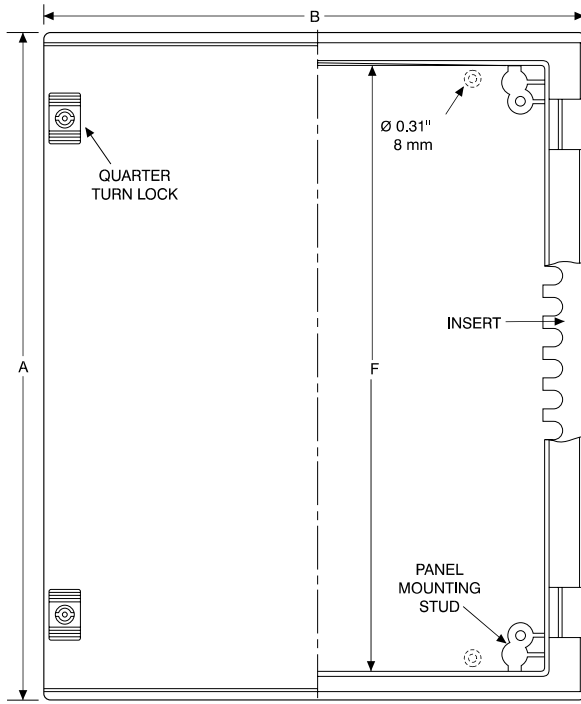 B
Ø 0.31"
8 mm
QUARTER
TURN LOCK
INSERT
A
F
PANEL
MOUNTING
STUD